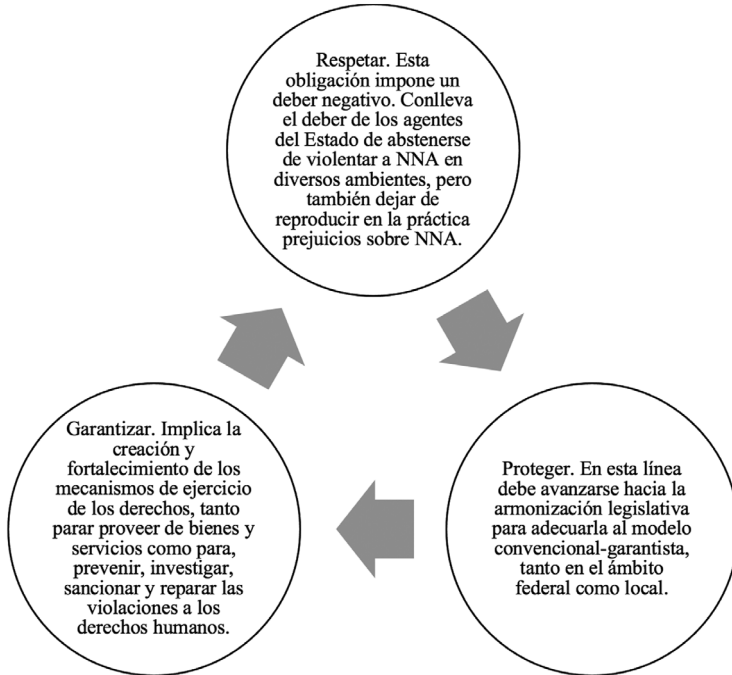 Respetar. Esta
obligación impone un
deber negativo. Conlleva
el deber de los agentes
del Estado de abstenerse
de violentar a NNA en
diversos ambientes, pero
también dejar de
reproducir en la práctica
prejuicios sobre NNA.
Proteger. En esta línea
debe avanzarse hacia la
armonización legislativa
para adecuarla al modelo
convencional-garantista,
tanto en el ámbito
federal como local.
Garantizar. Implica la
creación y
fortalecimiento de los
mecanismos de ejercicio
de los derechos, tanto
parar proveer de bienes y
servicios como para,
prevenir, investigar,
sancionar y reparar las
violaciones a los
derechos humanos.